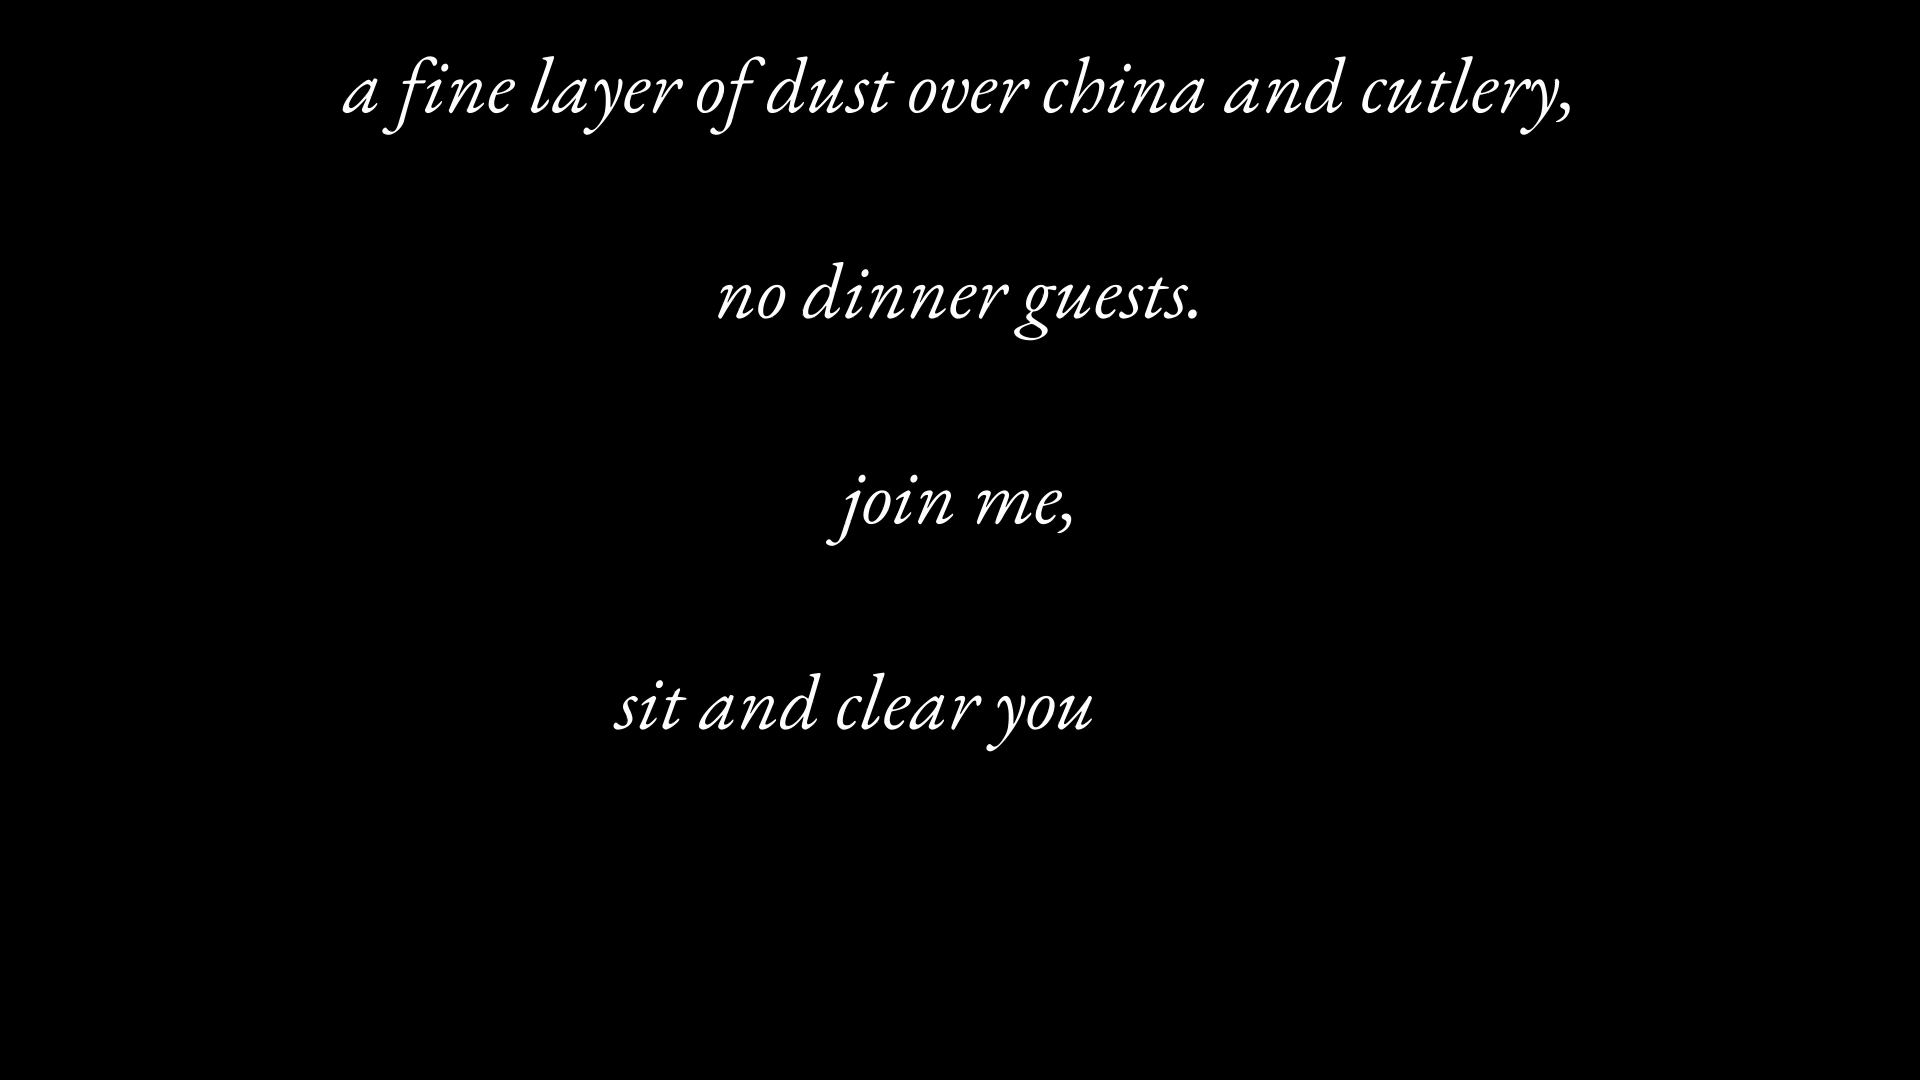 a fine layer of dust over china and cutlery,
no dinner guests.
join me,
sit and clear you